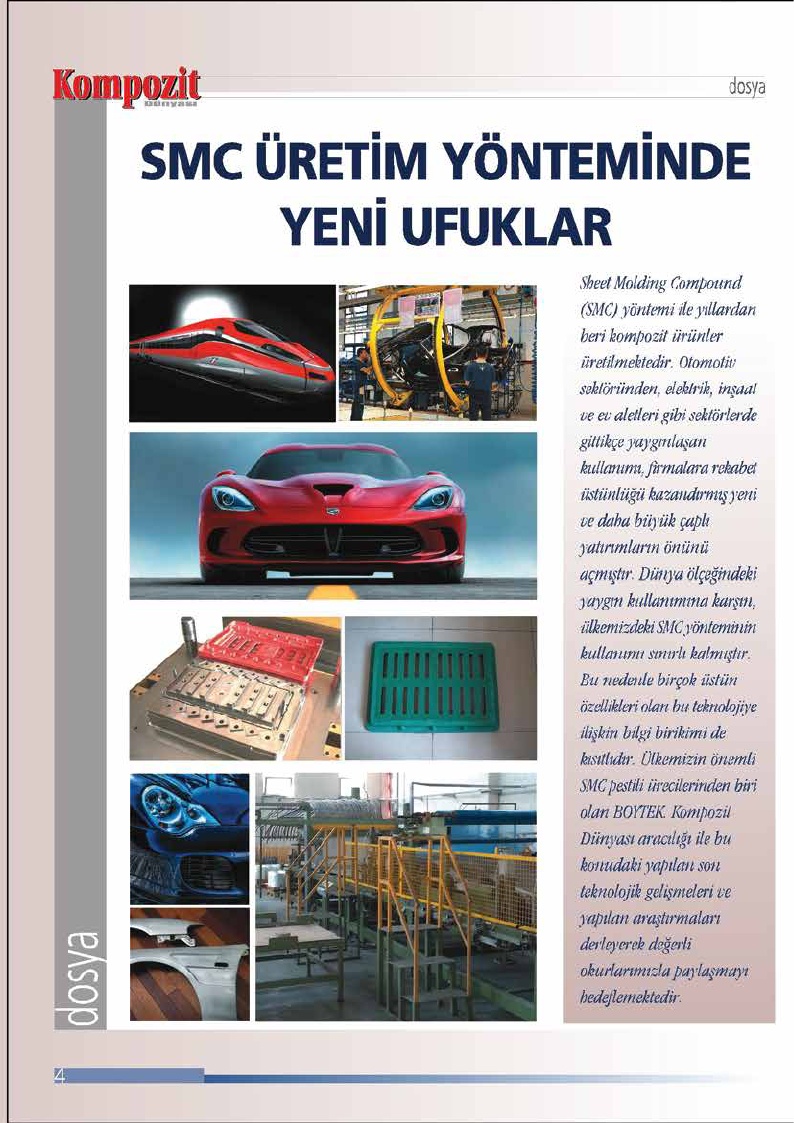 Kompozit
Dünyası
dosya
SMC ÜRETİM YÖNTEMİNDE
YENİ UFUKLAR
Sheet Molding Compound
(SMC) yöntemi ile yıllardan
beri kompozit ürünler
üretilmektedir. Otomotiv
sektöründen, elektrik, inşaat
ve ev aletleri gibi sektörlerde
gittikçe yaygınlaşan
kullanımı, firmalara rekabet
üstünlüğü kazandırmış yeni
ve daha büyük çaplı
yatırımların önünü
açmıştır. Dünya ölçeğindeki
yaygın kullanımına karşın,
ülkemizdeki SMC yönteminin
kullanımı sınırlı kalmıştır.
Bu nedenle birçok üstün
özellikleri olan bu teknolojiye
ilişkin bilgi birikimi de
kısıtlıdır. Ülkemizin önemli
SMC pestili üreticilerinden biri
olan BOYTEK, Kompozit
Dünyası aracılığı ile bu
konudaki yapılan son
teknolojik gelişmeleri ve
yapılan araştırmaları
derleyerek değerli
okurlarımızla paylaşmayı
hedeflemektedir.
dosya
4